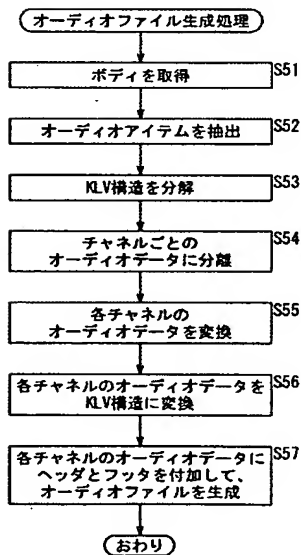 オーディオファイル生成処理
S51
ボディを取得
S52
オーディオアイテムを抽出
S53
KLV構造を分解
S54
チャネルごとの
オーディオデータに分離
S55
各チャネルの
オーディオデータを変換
S56
各チャネルのオーディオデータを
KLV構造に変換
S57
各チャネルのオーディオデータに
ヘッダとフッタを付加して、
オーディオファイルを生成
おわり